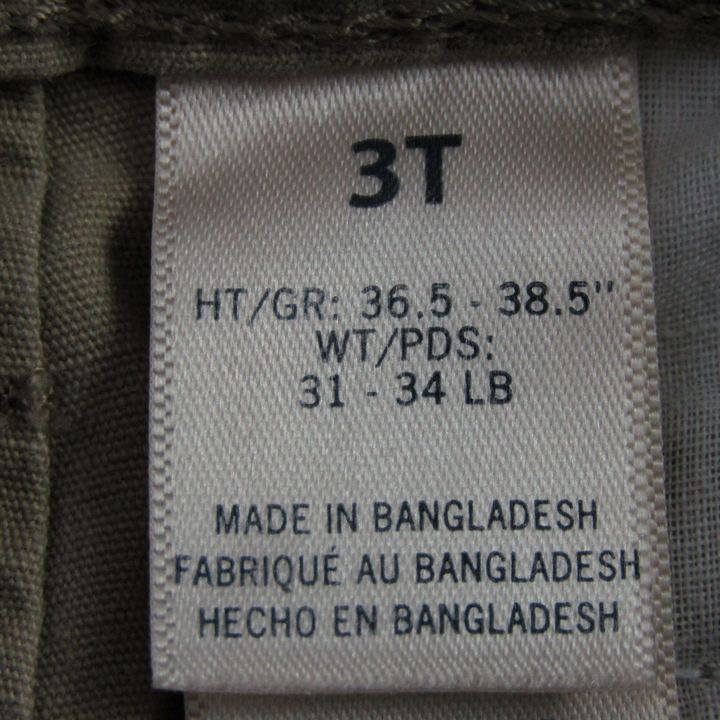 3T
HT/GR: 36.5 - 38.5"
WT/PDS:
31 - 34 LB
MADE IN BANGLADESH
FABRIQUÉ AU BANGLADESH
HECHO EN BANGLADESH